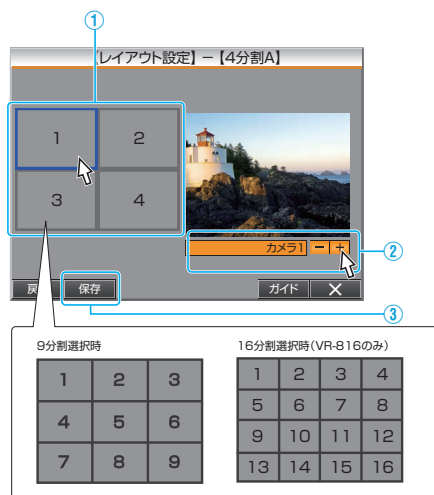 ①
【レイアウト設定】 − 【4分割A】
1 2
3 4
カメラ1 − +
②
保存 ガイド ×
③
9分割選択時
1 2 3
4 5 6
7 8 9
16分割選択時(VR-816のみ)
1 2 3 4
5 6 7 8
9 10 11 12
13 14 15 16